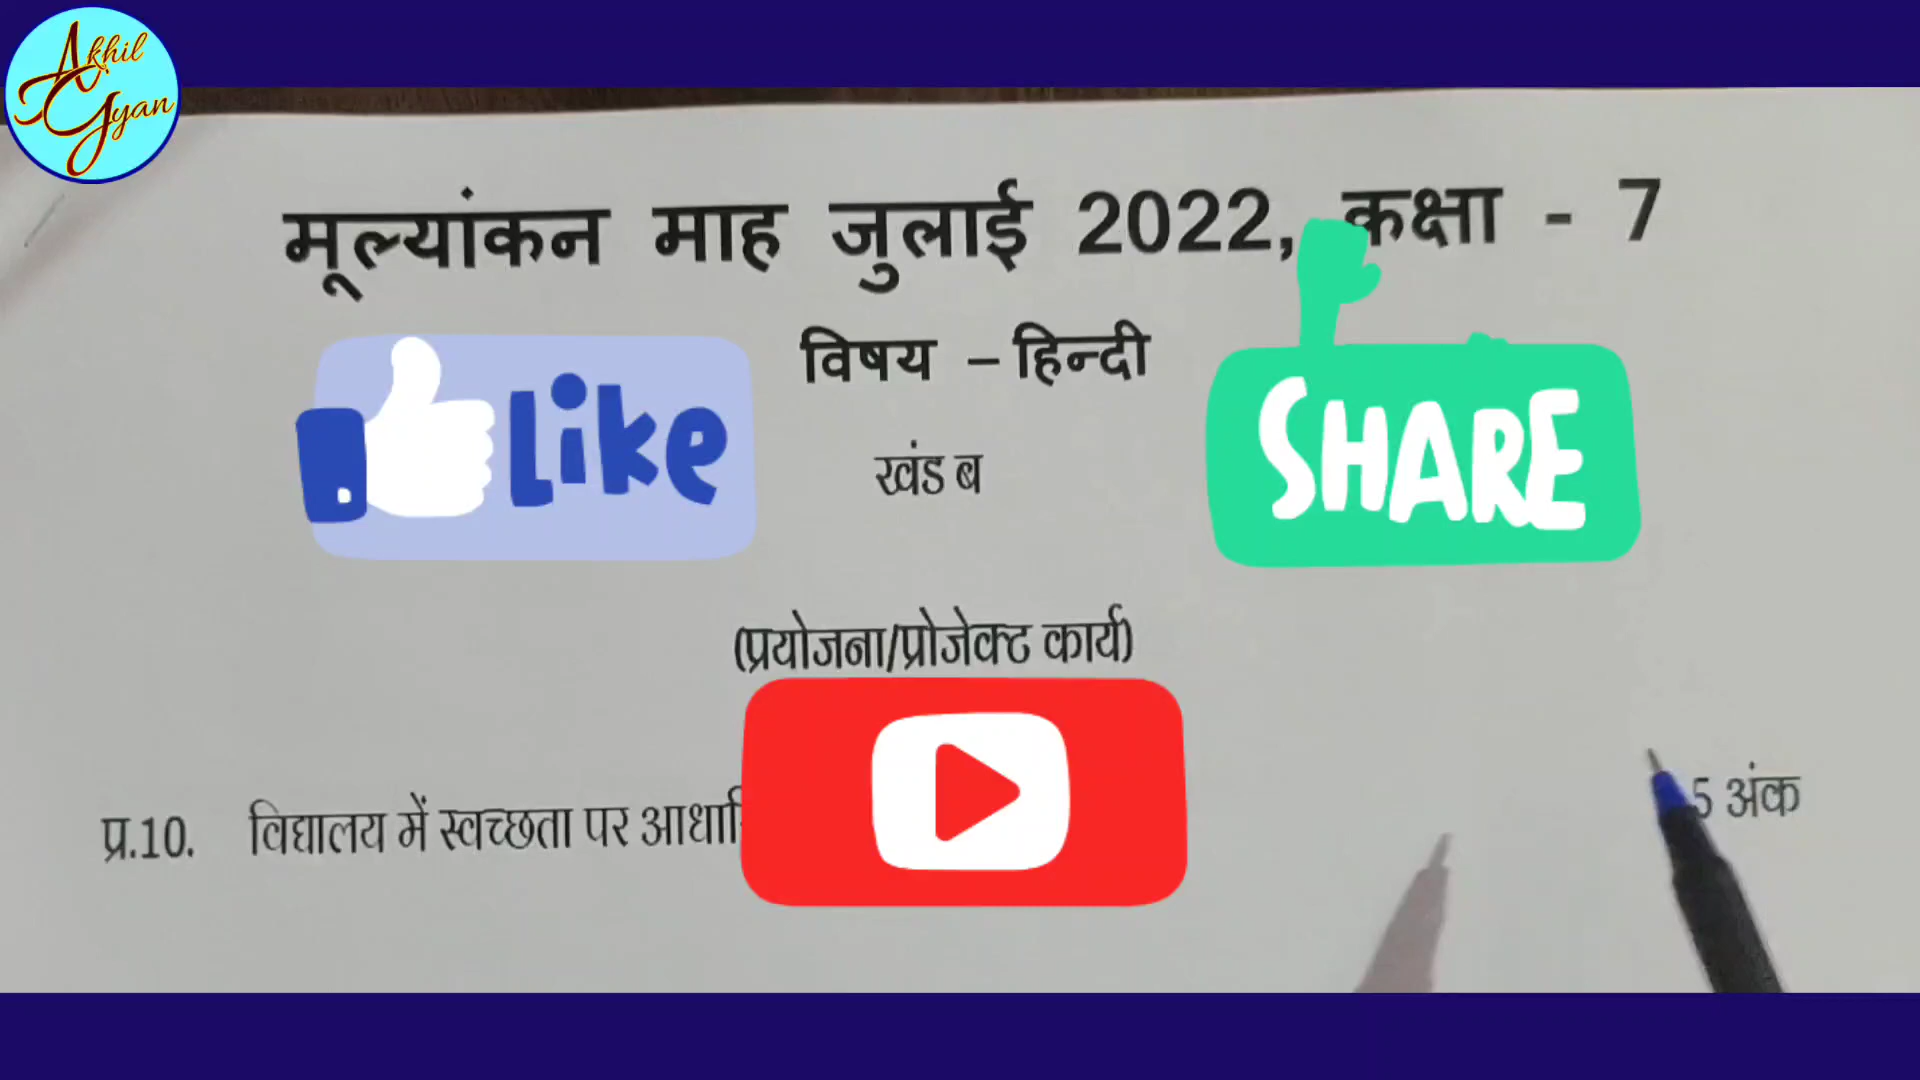 Akhil
Gyan
मूल्यांकन माह जुलाई 2022, कक्षा - 7
विषय – हिन्दी
Like
SHARE
खंड ब
(प्रयोजना/प्रोजेक्ट कार्य)
प्र.10. विद्यालय में स्वच्छता पर 5 अंक